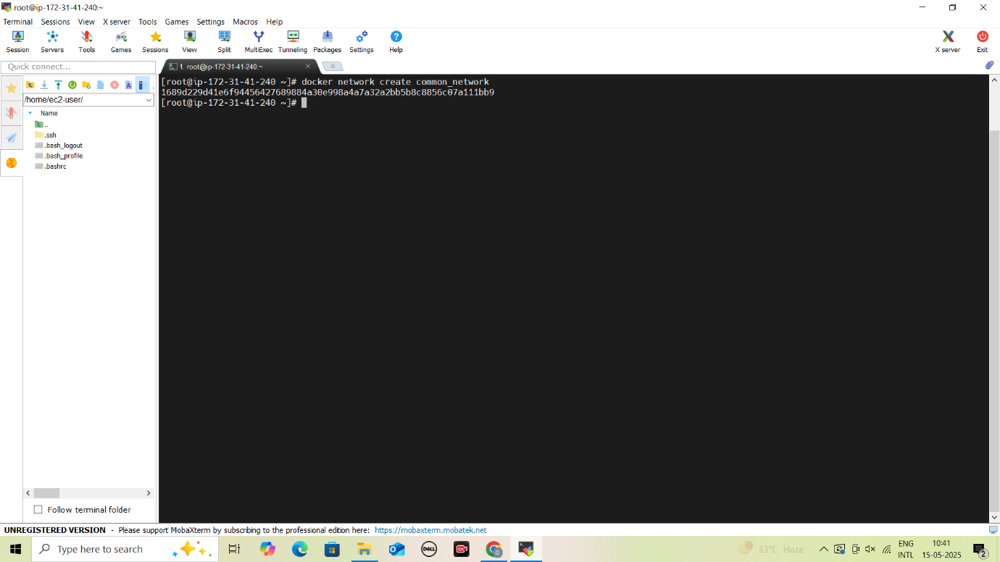 root@ip-172-31-41-240:~
Terminal Sessions View X server Tools Games Settings Macros Help
Session Servers Tools Games Sessions View Split MultiExec Tunneling Packages Settings Help X server Exit
Quick connect...
1. root@ip-172-31-41-240:~
/home/ec2-user/
Name
..
.ssh
.bash_logout
.bash_profile
.bashrc
[root@ip-172-31-41-240 ~]# docker network create common_network
1689d229d41e6f94456427689884a30e998a4a7a32a2bb5b8c8856c07a111bb9
[root@ip-172-31-41-240 ~]#
Follow terminal folder
UNREGISTERED VERSION - Please support MobaXterm by subscribing to the professional edition here: https://mobaxterm.mobatek.net
Type here to search
DELL
33°C Haze
ENG
INTL
10:41
15-05-2025
2